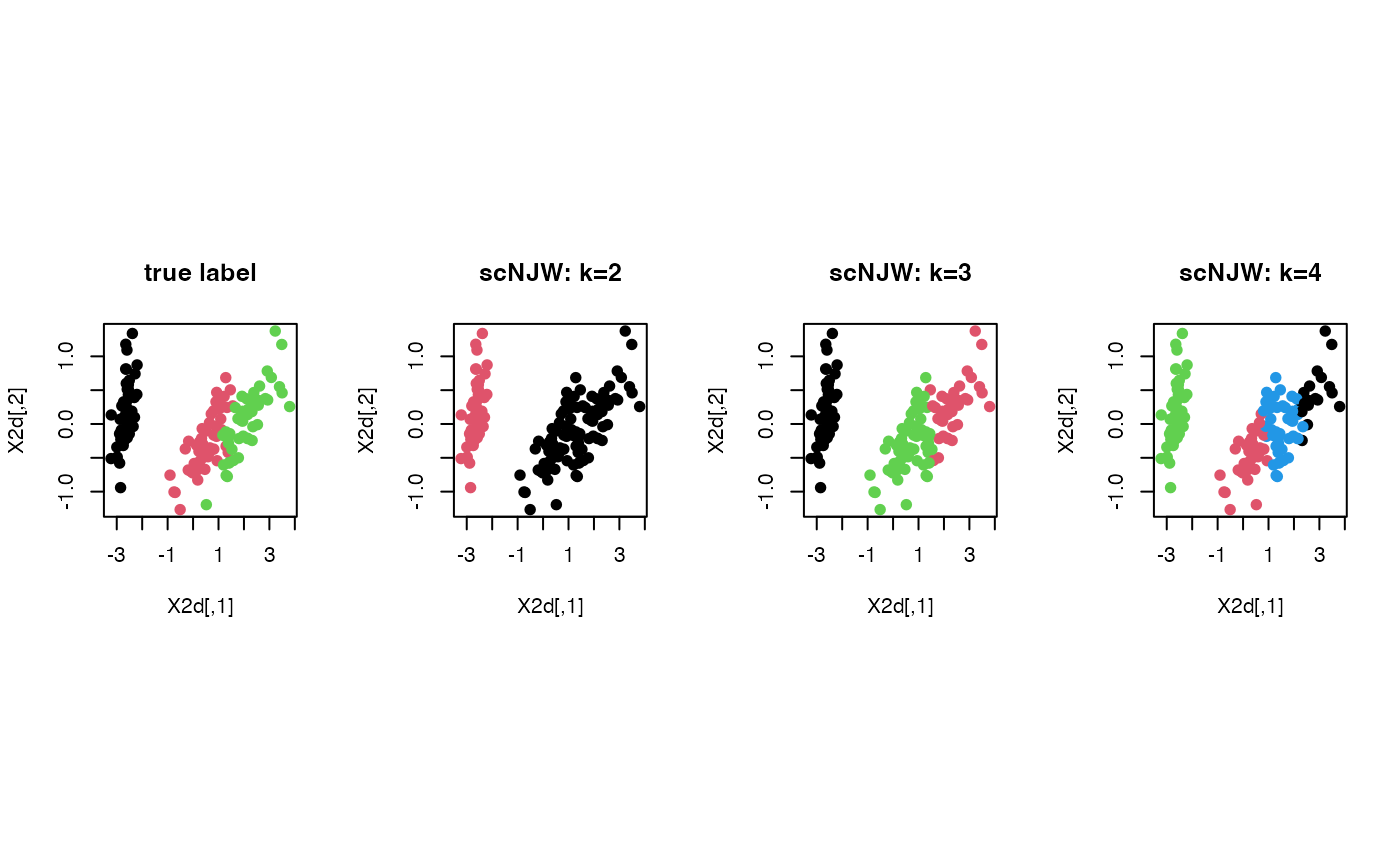 true label
1.0
0.0
-1.0
X2d[,2]
-3 -1 1 3
X2d[,1]
scNJW: k=2
1.0
0.0
-1.0
X2d[,2]
-3 -1 1 3
X2d[,1]
scNJW: k=3
1.0
0.0
-1.0
X2d[,2]
-3 -1 1 3
X2d[,1]
scNJW: k=4
1.0
0.0
-1.0
X2d[,2]
-3 -1 1 3
X2d[,1]